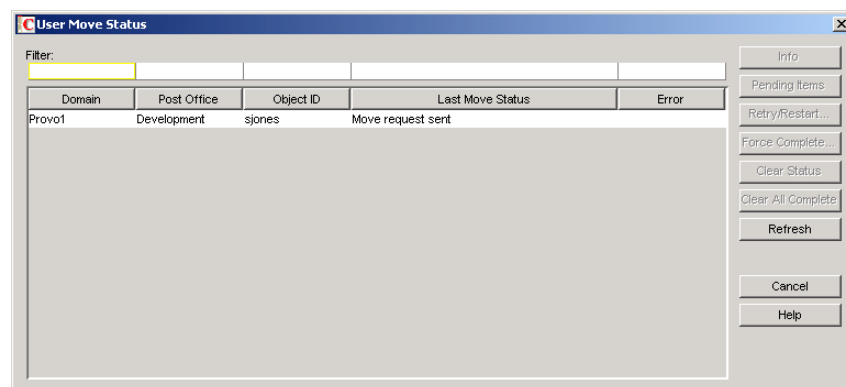 User Move Status
Filter:
Info
Pending Items
Domain Post Office Object ID Last Move Status Error
Retry/Restart...
Provo1 Development sjones Move request sent
Force Complete...
Clear Status
Clear All Complete
Refresh
Cancel
Help